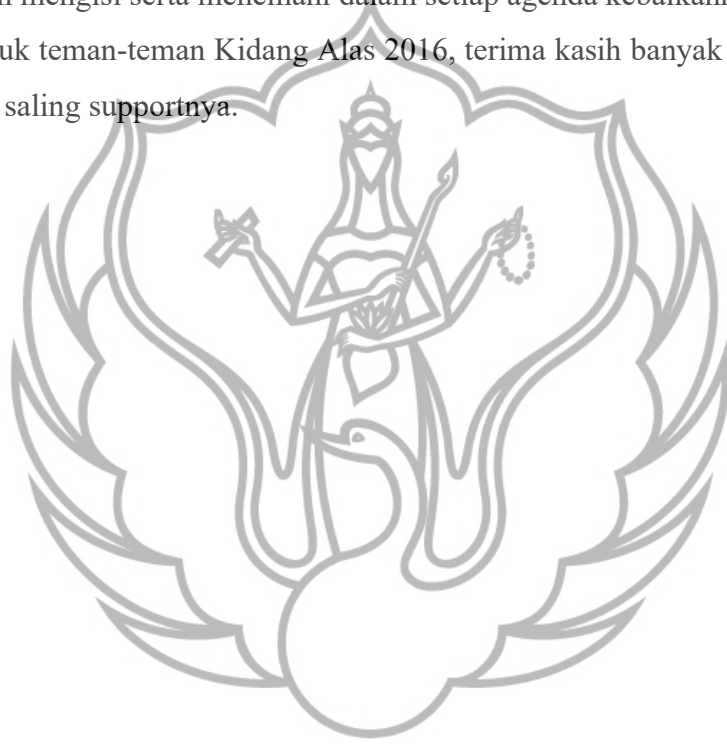 mengisi serta menemani dalam setiap agenda kebaikan
uk teman-teman Kidang Alas 2016, terima kasih banyak
saling supportnya.